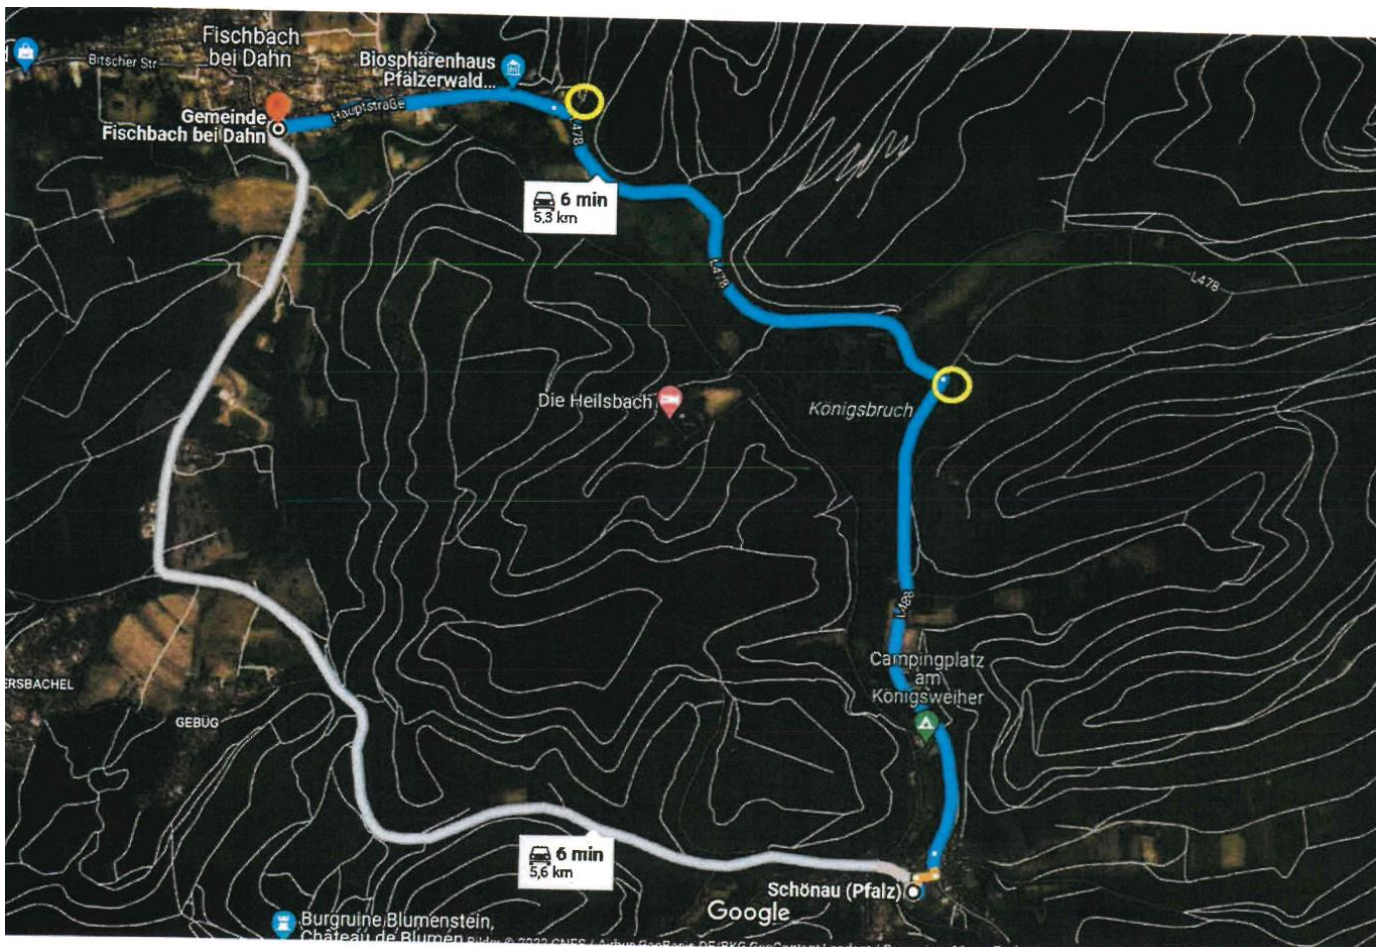 Fischbach
bei Dahn
Bitscher Str
Biosphärenhaus
Pfälzerwald...
Hauptstraße
Gemeinde
Fischbach bei Dahn
L478
6 min
5,3 km
L478
L478
Die Heilsbach
Königsbruch
L488
Campingplatz
am
Königsweiher
ERSBACHEL
GEBÜG
6 min
5,6 km
Schönau (Pfalz)
Google
Burgruine Blumenstein,
Château de Blumen